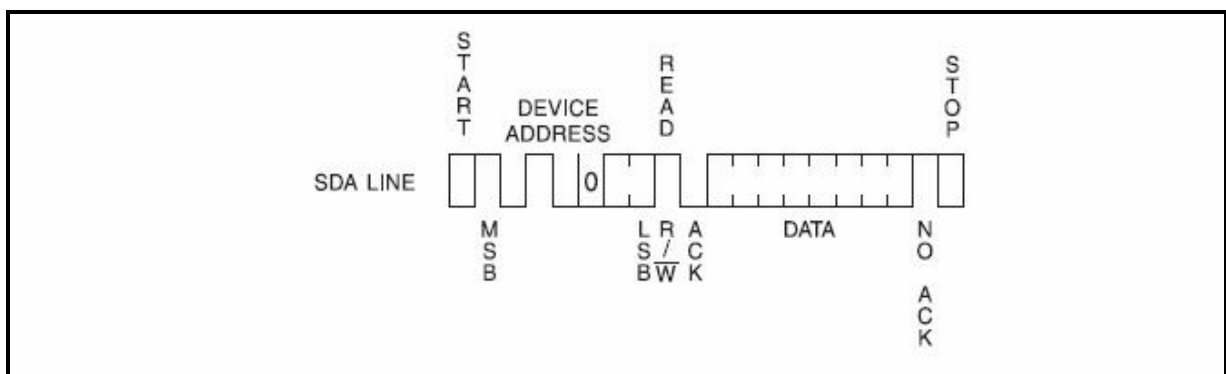 START
DEVICE
ADDRESS
READ
STOP
SDA LINE
0
MSB
LSB
R/W
ACK
DATA
NO ACK